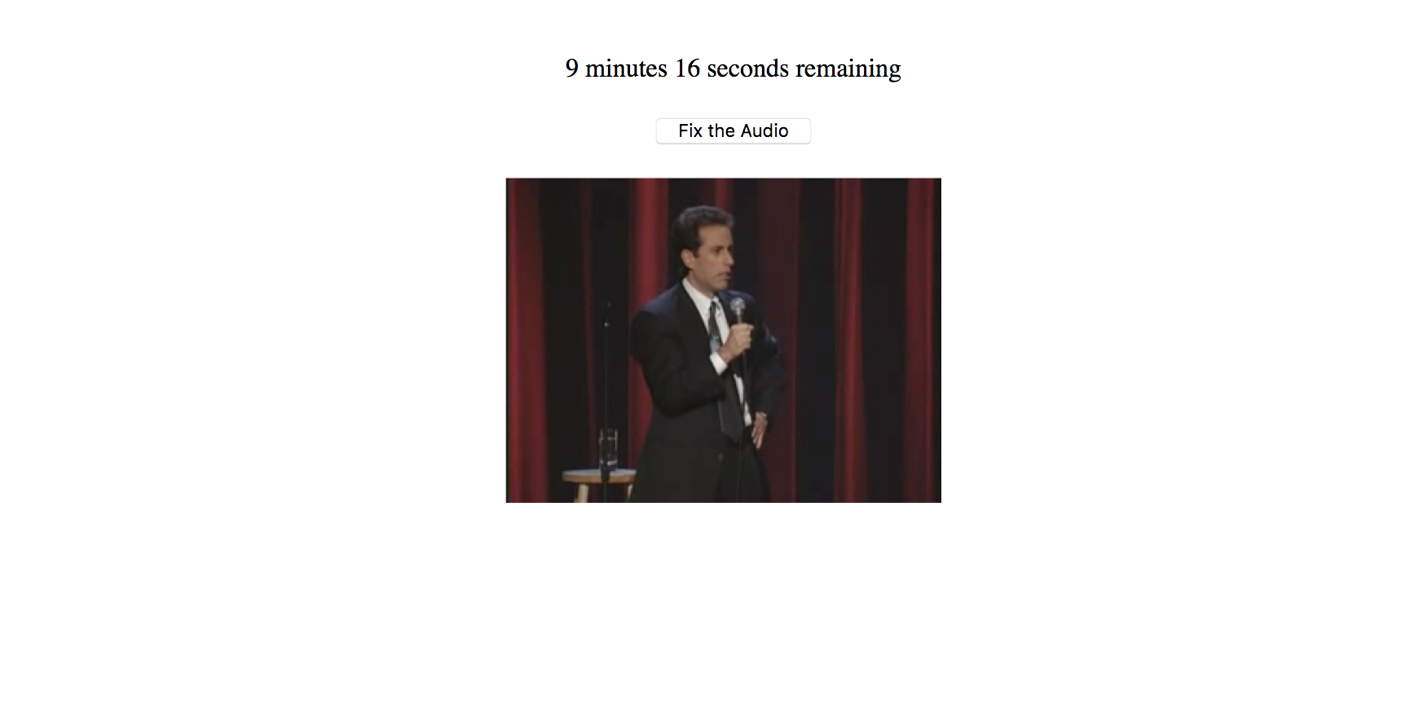 9 minutes 16 seconds remaining
Fix the Audio